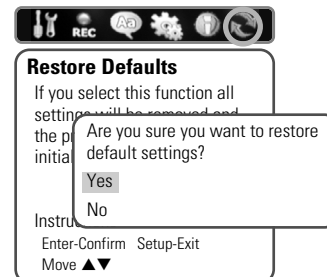 REC
Aa
Restore Defaults
If you select this function all
settings will be removed and
the p
initial
Are you sure you want to restore
default settings?
Yes
No
Instru
Enter-Confirm Setup-Exit
Move ▲▼